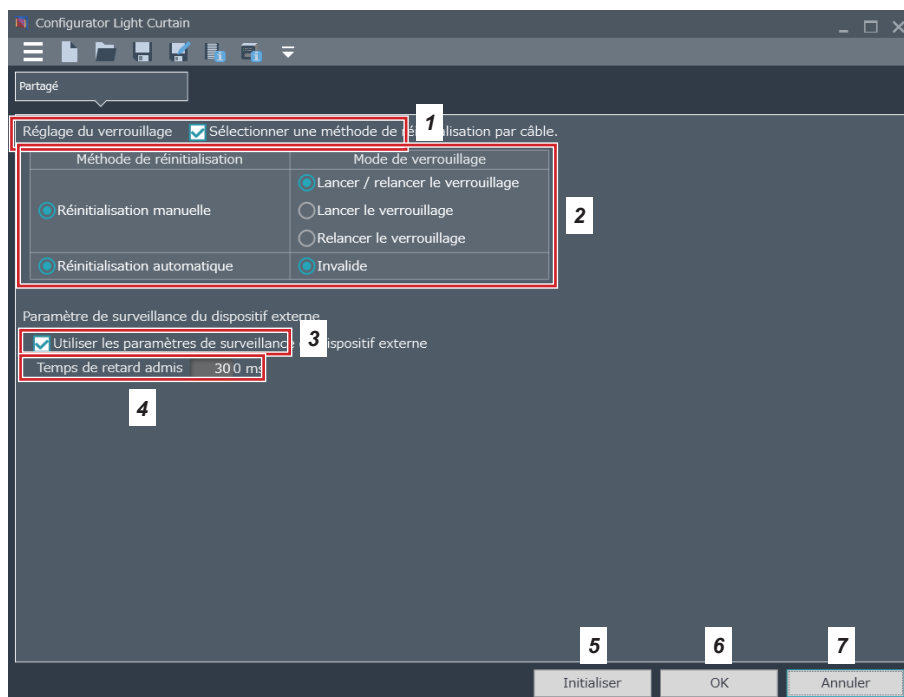 Configurator Light Curtain
Partagé
1
Réglage du verrouillage Sélectionner une méthode de réinitialisation par câble.
Méthode de réinitialisation Mode de verrouillage
Lancer / relancer le verrouillage
Réinitialisation manuelle Lancer le verrouillage 2
Relancer le verrouillage
Réinitialisation automatique Invalide
Paramètre de surveillance du dispositif externe
Utiliser les paramètres de surveillance 3 dispositif externe
Temps de retard admis 300 ms
4
5 6 7
Initialiser OK Annuler